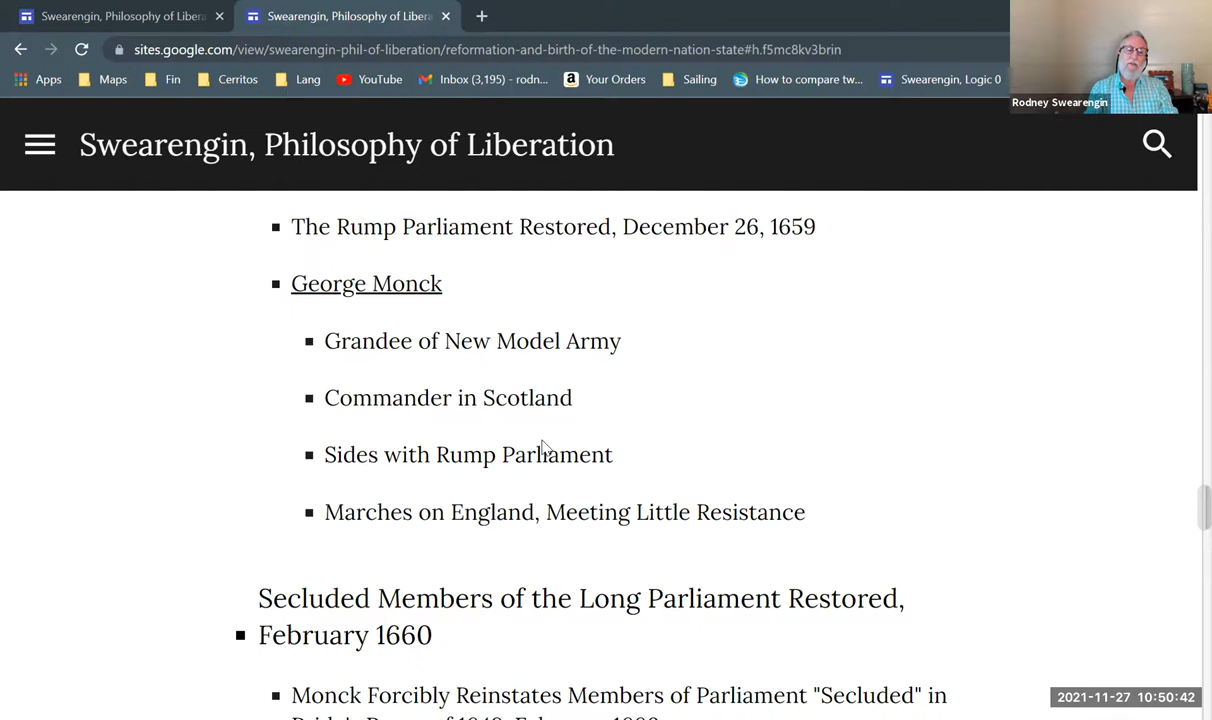 Swearengin, Philosophy of Libera
Swearengin, Philosophy of Libera
sites.google.com/view/swearengin-phil-of-liberation/reformation-and-birth-of-the-modern-nation-state#h.f5mc8kv3brin
Apps Maps Fin Cerritos Lang YouTube Inbox (3,195) - rodn... Your Orders Sailing How to compare tw... Swearengin, Logic 0
Rodney Swearengin
Swearengin, Philosophy of Liberation
The Rump Parliament Restored, December 26, 1659
George Monck
Grandee of New Model Army
Commander in Scotland
Sides with Rump Parliament
Marches on England, Meeting Little Resistance
Secluded Members of the Long Parliament Restored,
February 1660
Monck Forcibly Reinstates Members of Parliament "Secluded" in
2021-11-27 10:50:42